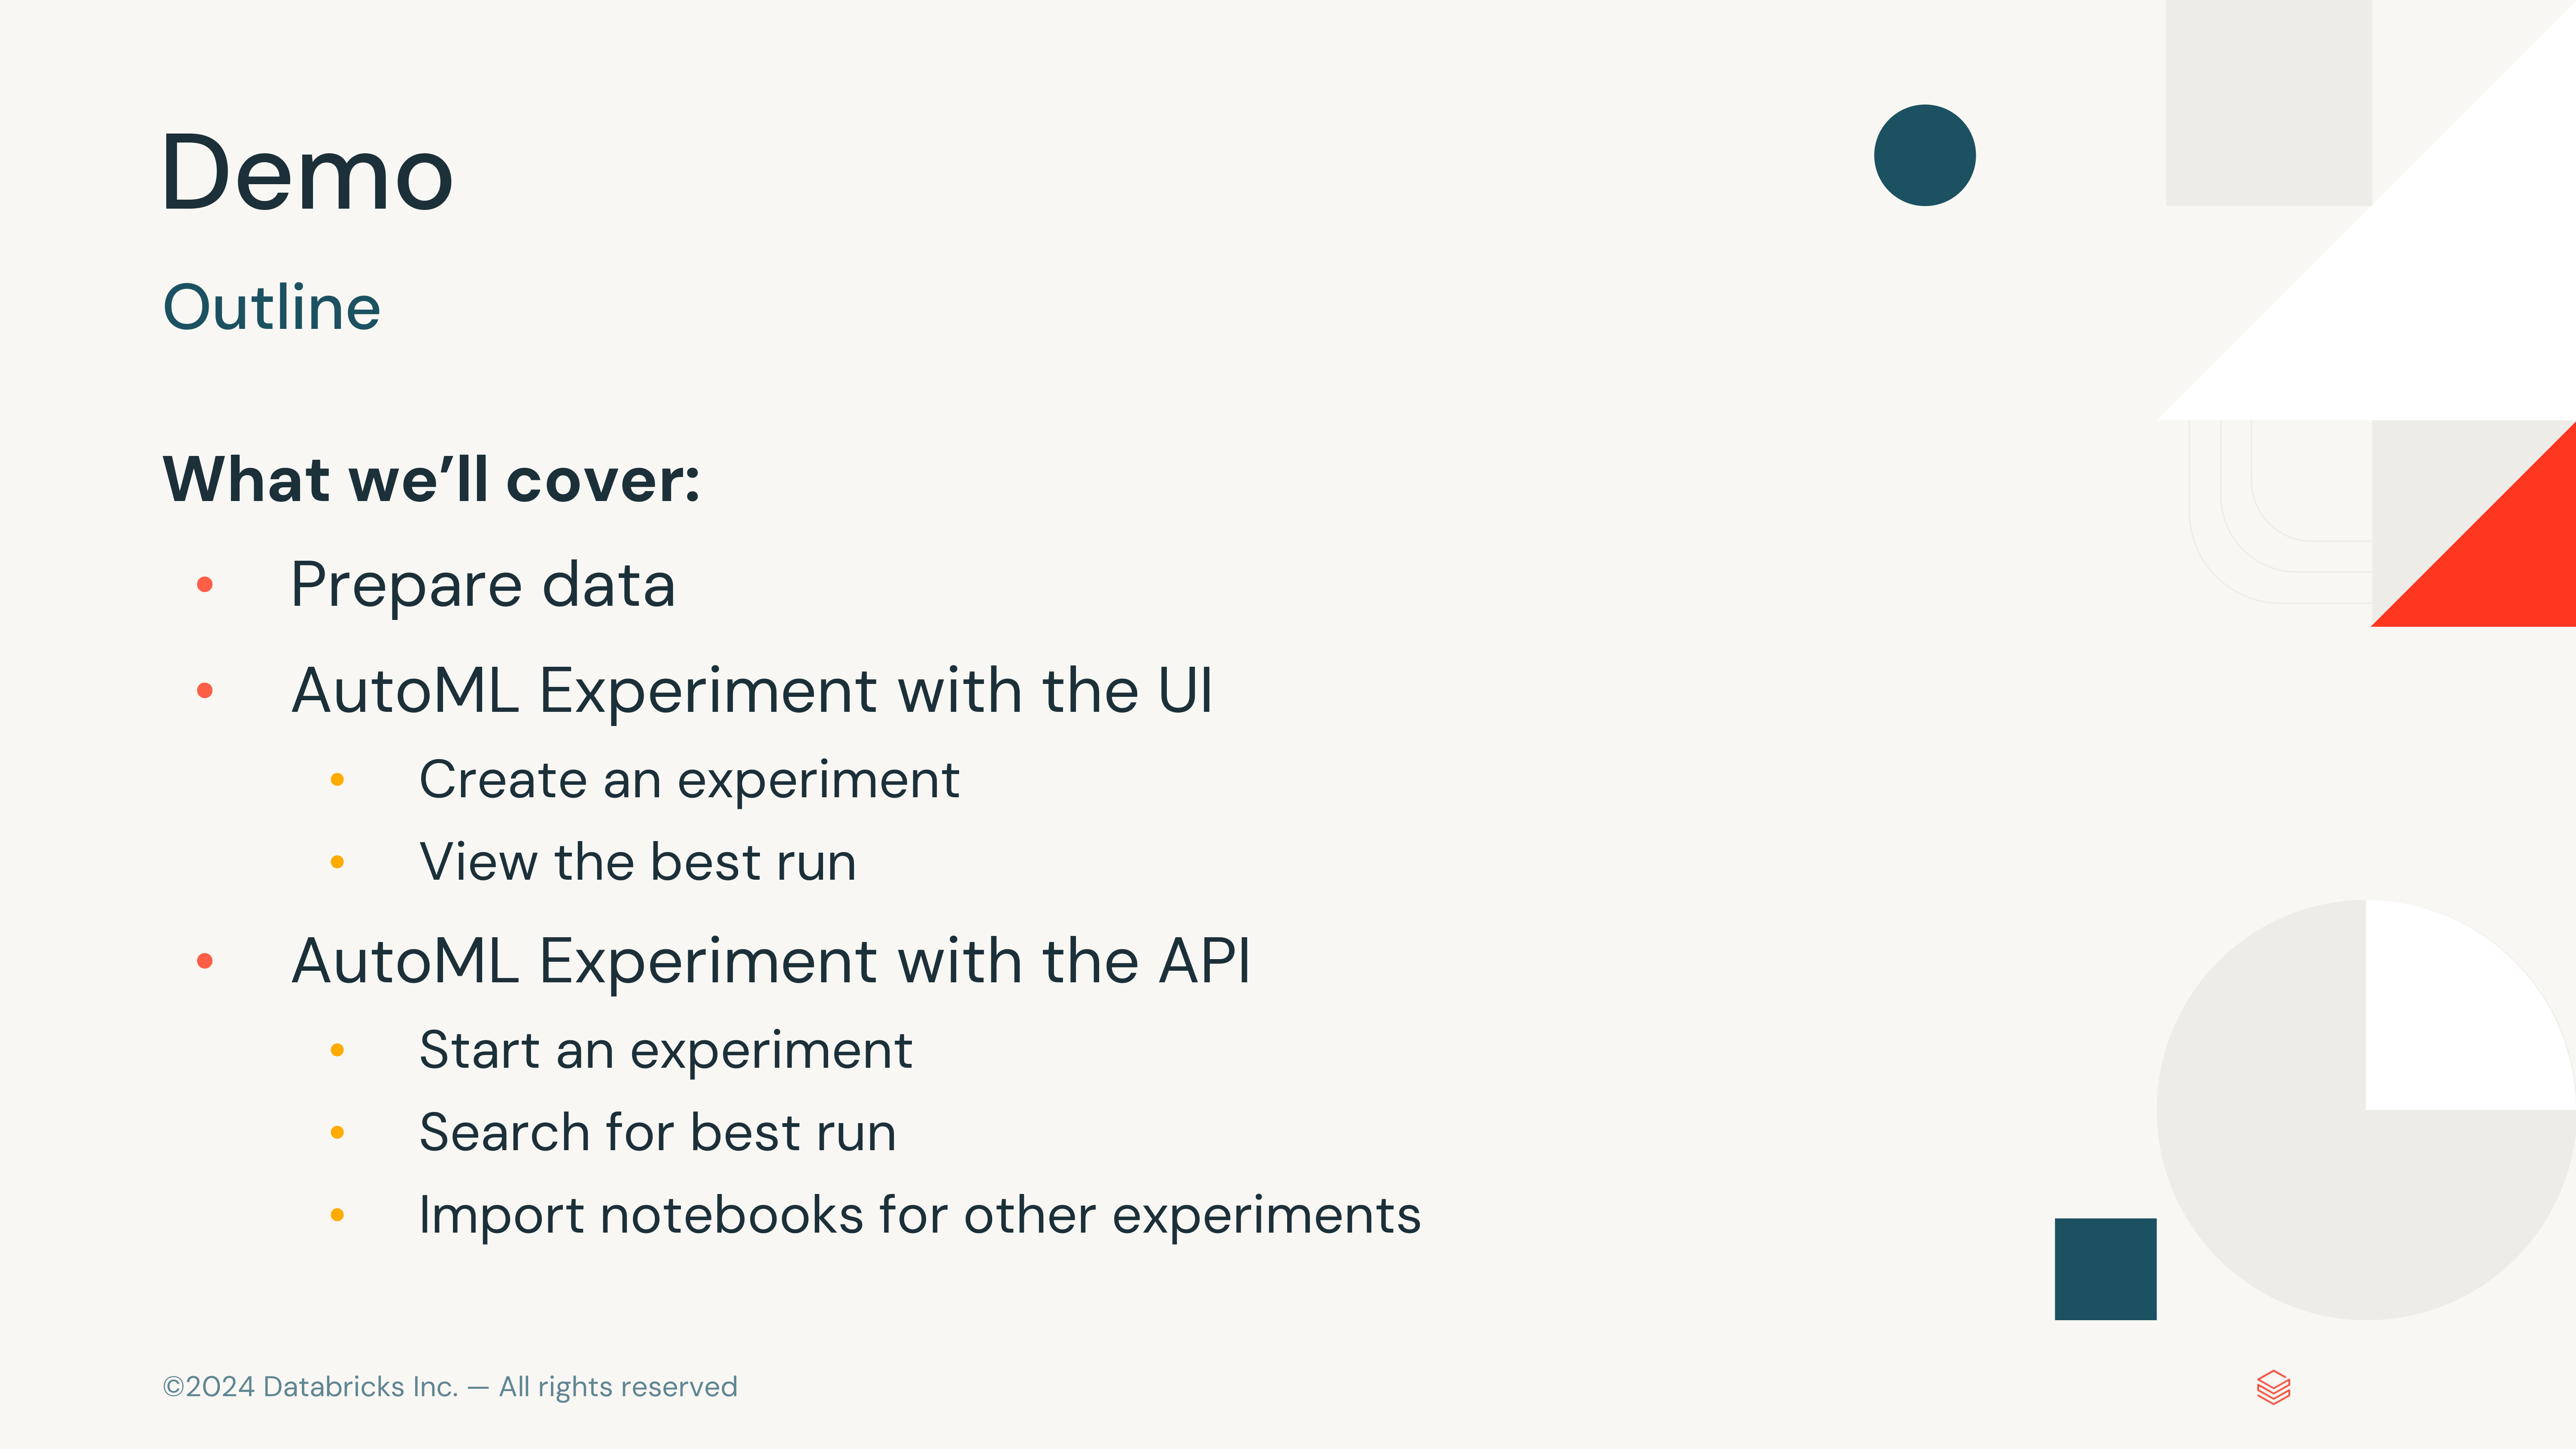 Demo
Outline
What we’ll cover:
• Prepare data
• AutoML Experiment with the UI
• Create an experiment
• View the best run
• AutoML Experiment with the API
• Start an experiment
• Search for best run
• Import notebooks for other experiments
©2024 Databricks Inc. — All rights reserved